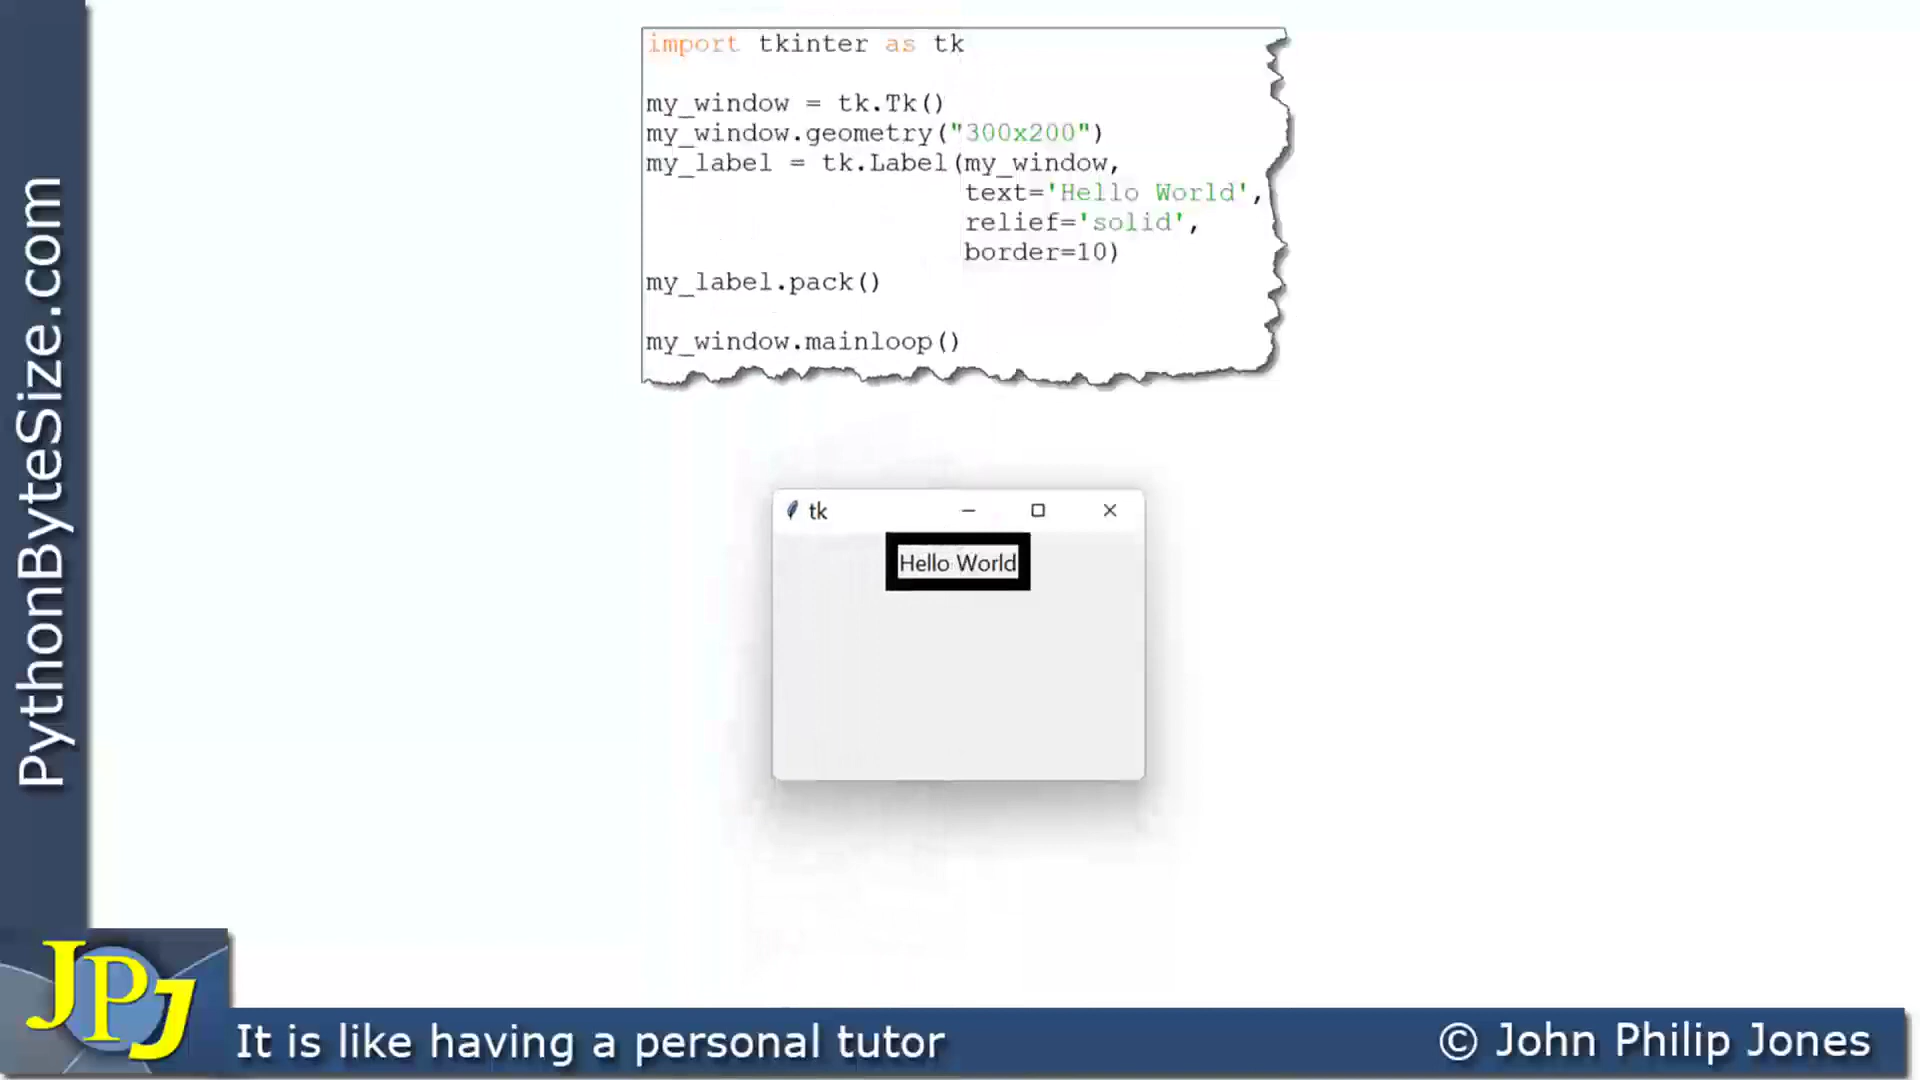 import tkinter as tk
my_window = tk.Tk()
my_window.geometry("300x200")
my_label = tk.Label(my_window,
                    text='Hello World',
                    relief='solid',
                    border=10)
my_label.pack()
my_window.mainloop()
tk
Hello World
PythonByteSize.com
JPJ
It is like having a personal tutor
© John Philip Jones